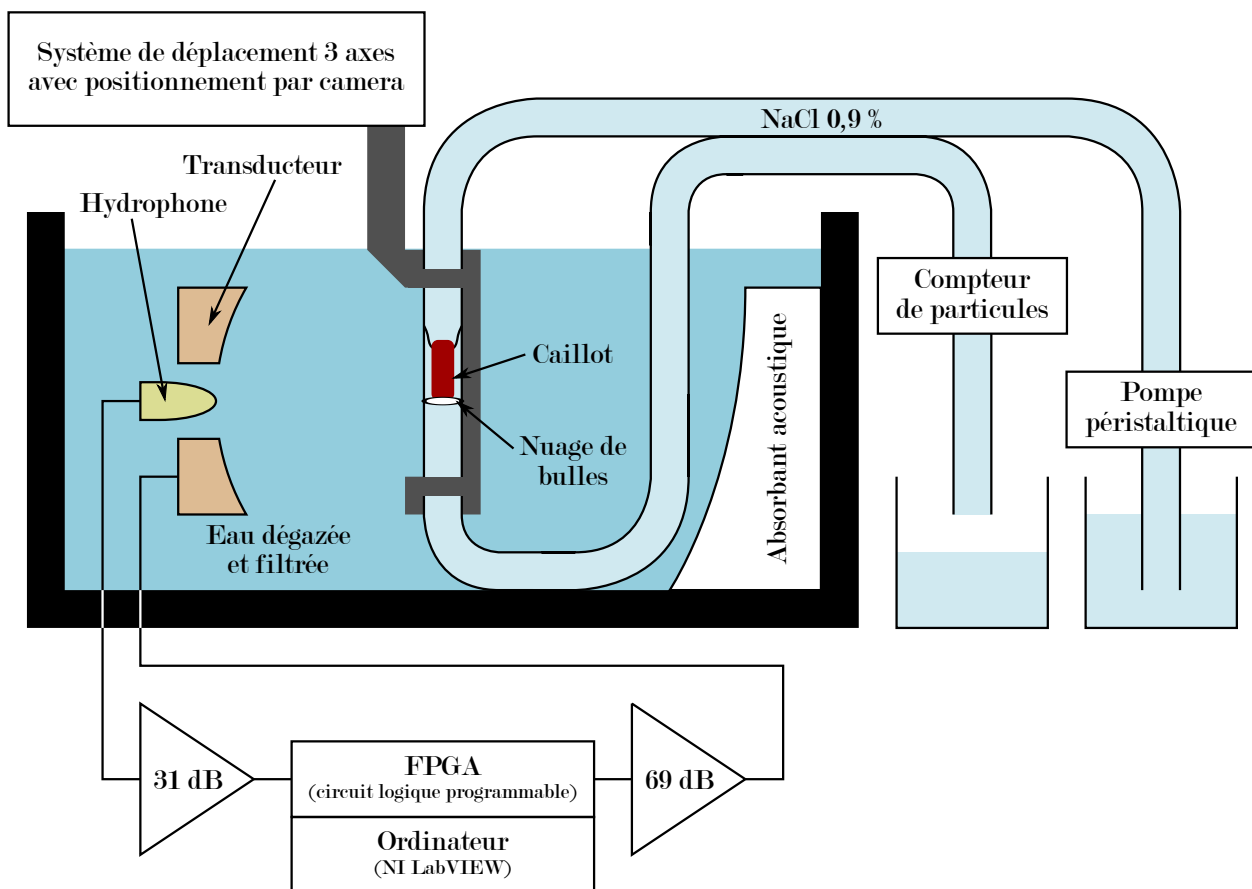 Système de déplacement 3 axes
avec positionnement par camera
NaCl 0,9 %
Transducteur
Hydrophone
Compteur
de particules
Caillot
Pompe
péristaltique
Nuage de
bulles
Absorbant acoustique
Eau dégazée
et filtrée
31 dB
FPGA
(circuit logique programmable)
69 dB
Ordinateur
(NI LabVIEW)